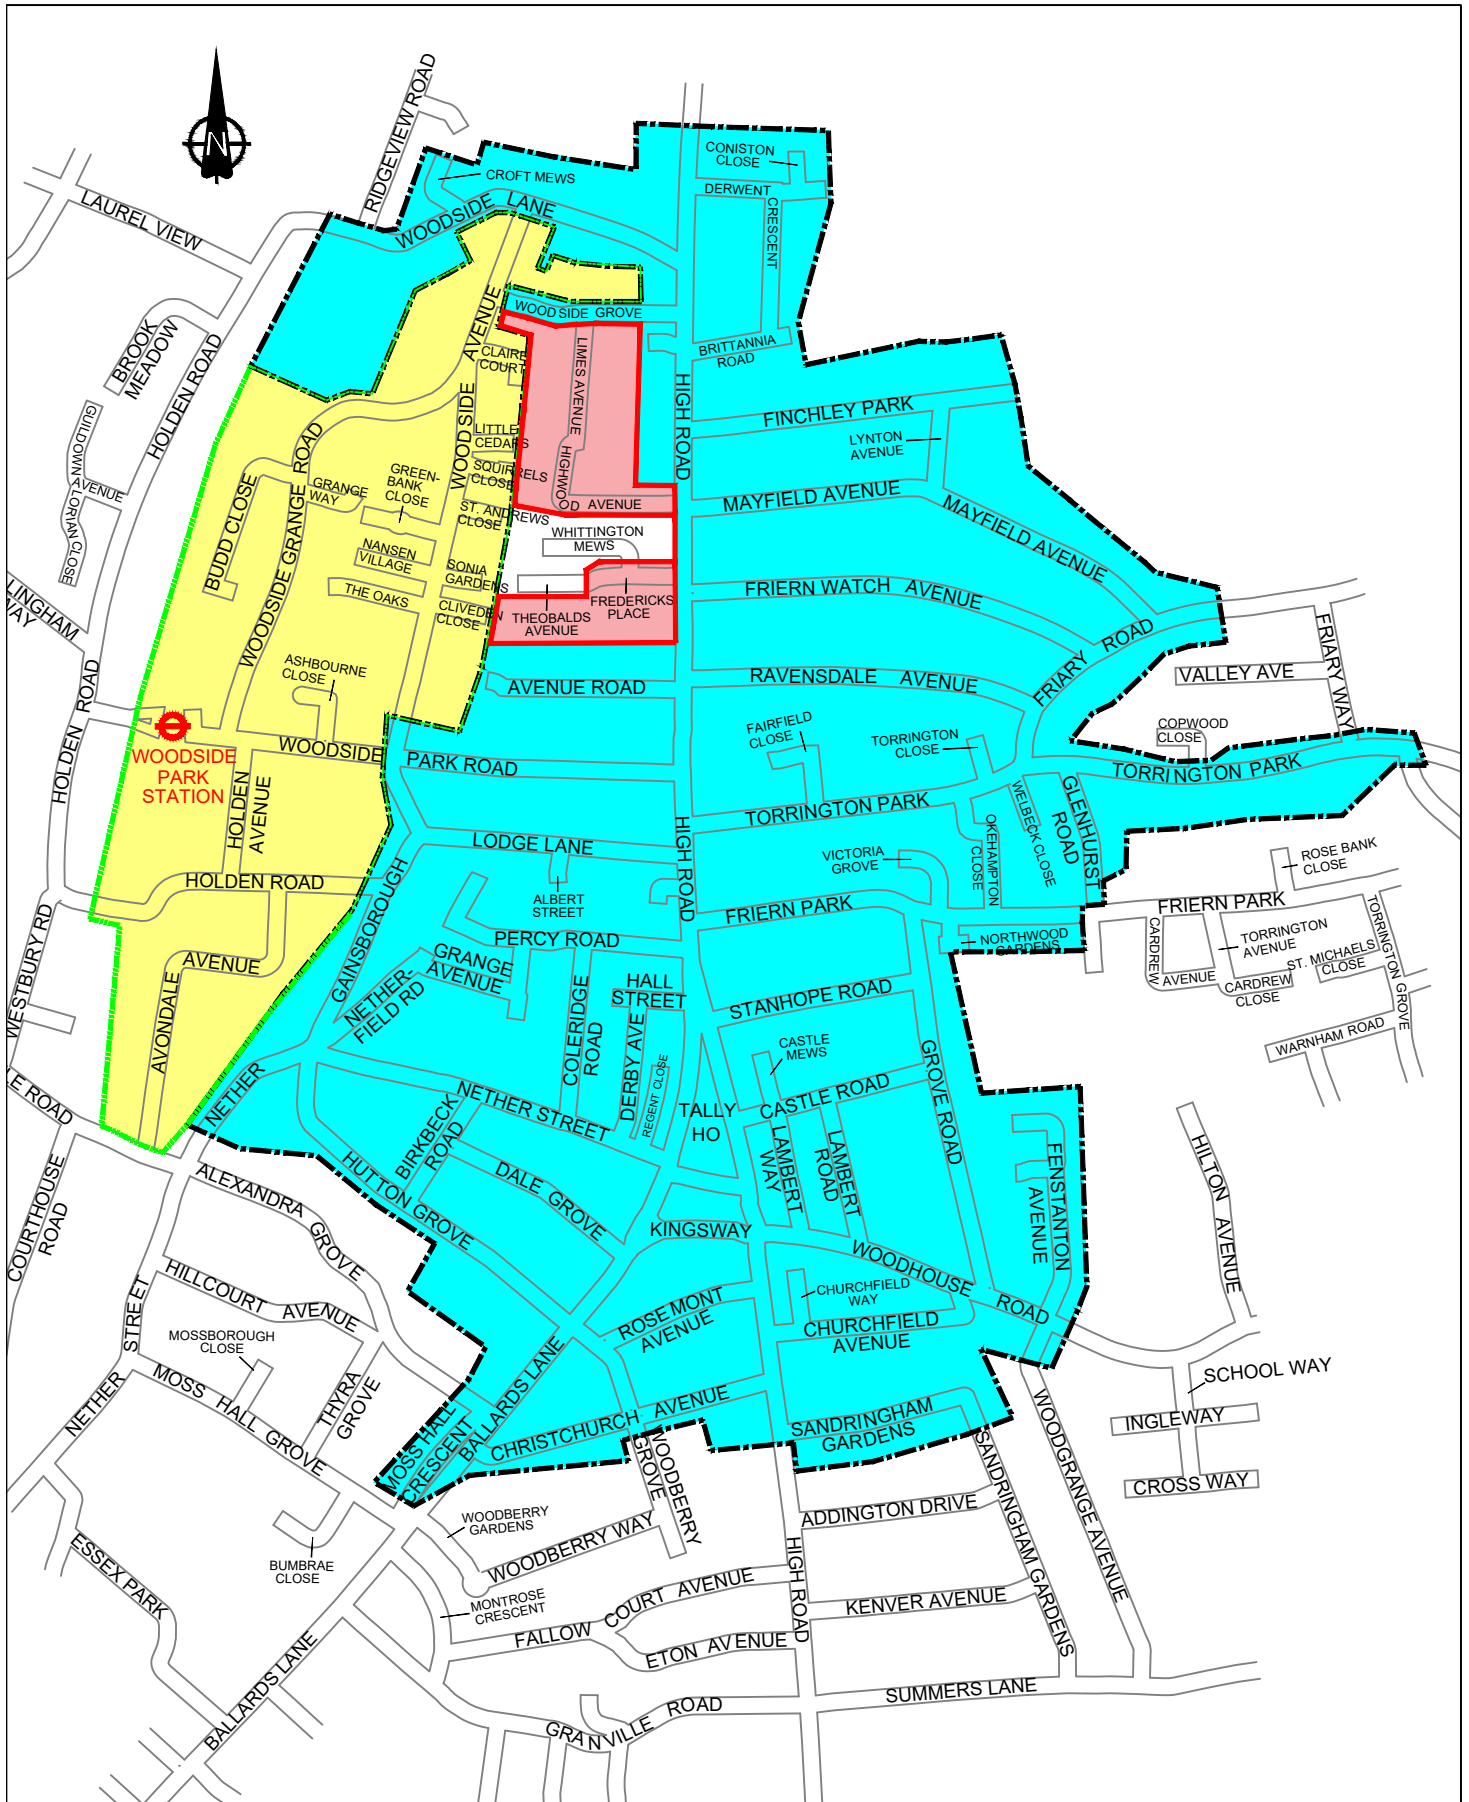 N
RIDGEVIEW ROAD
CONISTON
CLOSE
CROFT MEWS
DERWENT
CRESCENT
WOODSIDE LANE
LAUREL VIEW
BROOK
MEADOW
HOLDEN ROAD
WOODSIDE GROVE
WOODSIDE AVENUE
CLAIRE
COURT
LIMES AVENUE
BRITTANNIA
ROAD
HIGH ROAD
FINCHLEY PARK
LYNTON
AVENUE
GUILDOWN AVENUE
LORIAN CLOSE
LITTLE
CEDARS
SQUIRRELS
CLOSE
HIGHWOOD AVENUE
GREEN-
BANK
CLOSE
GRANGE
WAY
BUDD CLOSE
WOODSIDE GRANGE ROAD
ST. ANDREWS
CLOSE
MAYFIELD AVENUE
MAYFIELD AVENUE
WHITTINGTON
MEWS
NANSEN
VILLAGE
SONIA
GARDENS
THE OAKS
CLIVEDEN
CLOSE
THEOBALDS
AVENUE
FREDERICKS
PLACE
FRIERN WATCH AVENUE
LINGHAM
WAY
ASHBOURNE
CLOSE
FRIARY ROAD
FRIARY WAY
VALLEY AVE
AVENUE ROAD
RAVENSDALE AVENUE
HOLDEN ROAD
COPWOOD
CLOSE
FAIRFIELD
CLOSE
TORRINGTON
CLOSE
WOODSIDE
PARK
STATION
WOODSIDE
PARK ROAD
TORRINGTON PARK
TORRINGTON PARK
HOLDEN
AVENUE
WELBECK CLOSE
GLENHURST
ROAD
OKEHAMPTON
CLOSE
LODGE LANE
HIGH ROAD
VICTORIA
GROVE
ROSE BANK
CLOSE
HOLDEN ROAD
ALBERT
STREET
FRIERN PARK
FRIERN PARK
GAINSBOROUGH
PERCY ROAD
NORTHWOOD
GARDENS
CARDREW
AVENUE
TORRINGTON
AVENUE
TORRINGTON GROVE
ST. MICHAELS
CLOSE
CARDREW
CLOSE
WESTBURY RD
AVONDALE
AVENUE
GRANGE
AVENUE
NETHER-
FIELD RD
HALL
STREET
COLERIDGE
ROAD
STANHOPE ROAD
WARNHAM ROAD
DERBY AVE
REGENT CLOSE
CASTLE
MEWS
CASTLE ROAD
GROVE ROAD
LE ROAD
NETHER
NETHER STREET
TALLY
HO
BIRKBECK
ROAD
LAMBERT
WAY
LAMBERT
ROAD
FENSTANTON
AVENUE
HILTON AVENUE
COURTHOUSE
ROAD
ALEXANDRA GROVE
HUTTON GROVE
DALE GROVE
KINGSWAY
WOODHOUSE ROAD
HILLCOURT AVENUE
STREET
NETHER
MOSSBOROUGH
CLOSE
ROSE MONT
AVENUE
CHURCHFIELD
WAY
CHURCHFIELD
AVENUE
MOSS HALL GROVE
THYRA
GROVE
SCHOOL WAY
INGLEWAY
CROSS WAY
BALLARDS LANE
MOSS HALL
CRESCENT
CHRISTCHURCH AVENUE
SANDRINGHAM
GARDENS
WOODBERRY
GROVE
WOODGRANGE AVENUE
SANDRINGHAM GARDENS
WOODBERRY
GARDENS
WOODBERRY WAY
ADDINGTON DRIVE
ESSEX PARK
BUMBRAE
CLOSE
MONTROSE
CRESCENT
HIGH ROAD
FALLOW COURT AVENUE
KENVER AVENUE
ETON AVENUE
BALLARDS LANE
GRANVILLE ROAD
SUMMERS LANE